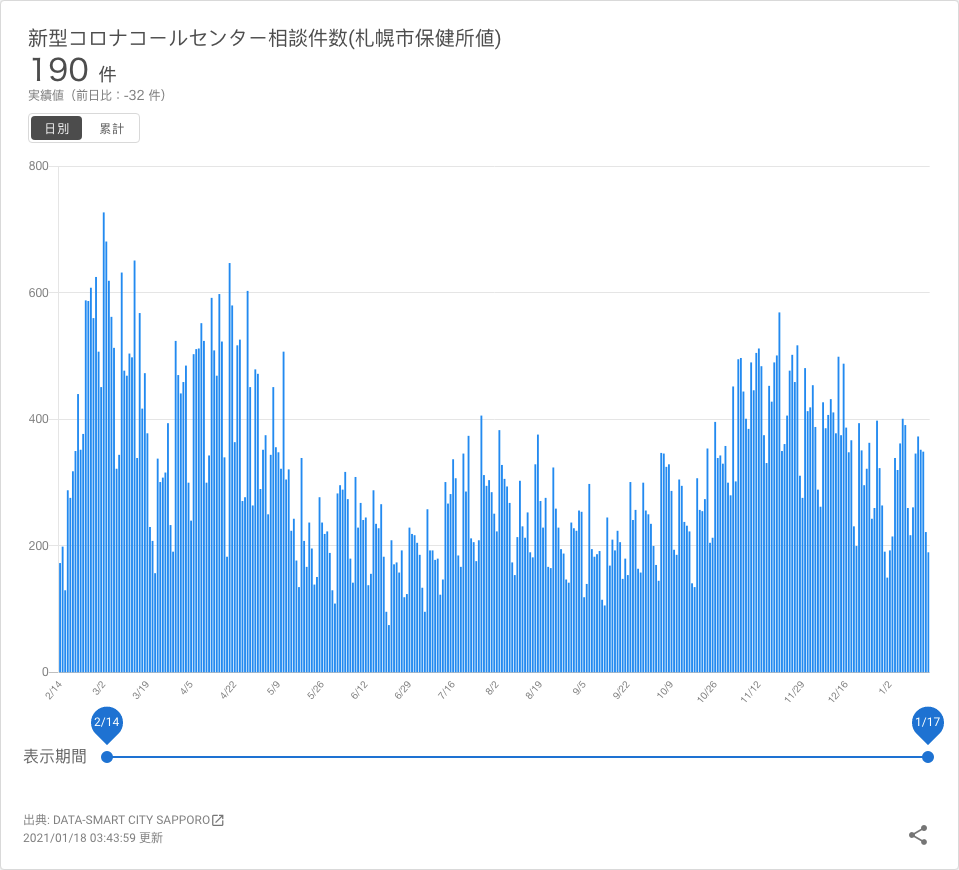 新型コロナコールセンター相談件数(札幌市保健所値)
190 件
実績値（前日比：-32 件）
日別 累計
800
600
400
200
0
2/14 3/2 3/19 4/5 4/22 5/9 5/26 6/12 6/29 7/16 8/2 8/19 9/5 9/22 10/9 10/26 11/12 11/29 12/16 1/2
2/14 1/17
表示期間
出典: DATA-SMART CITY SAPPORO
2021/01/18 03:43:59 更新